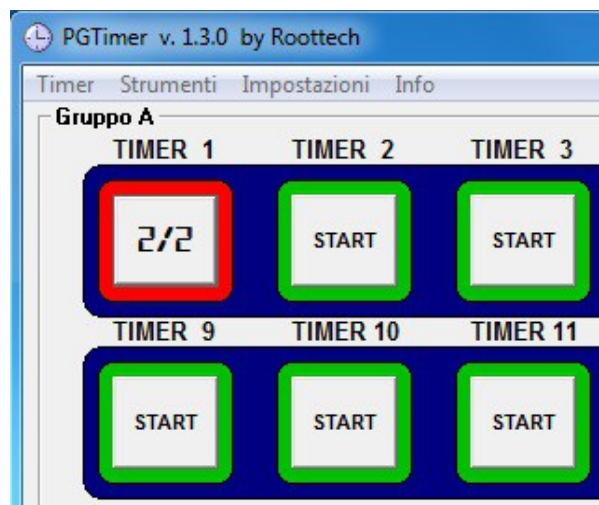 PGTimer v. 1.3.0 by Roottech
Timer Strumenti Impostazioni Info
Gruppo A
TIMER 1 TIMER 2 TIMER 3
2/2 START START
TIMER 9 TIMER 10 TIMER 11
START START START